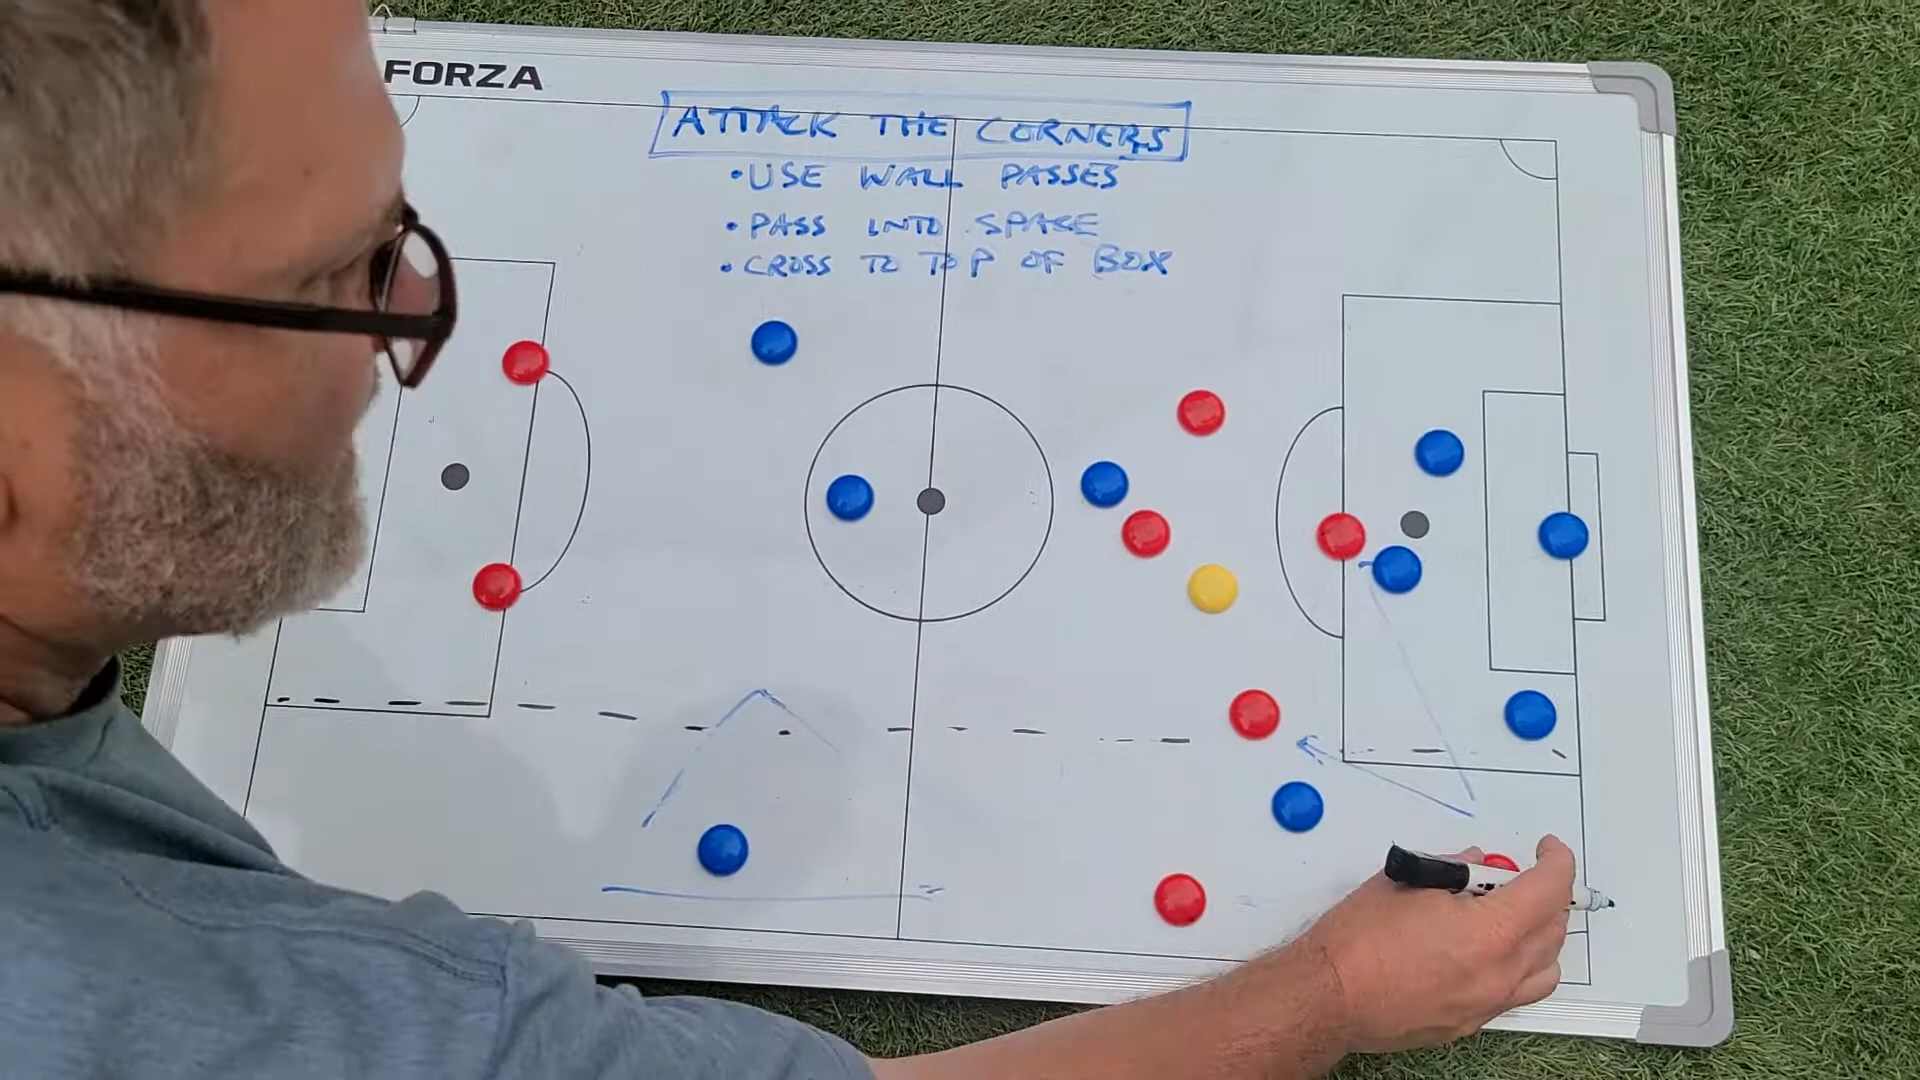 FORZA
ATTACK THE CORNERS
• USE WALL PASSES
• PASS INTO SPACE
• CROSS TO TOP OF BOX